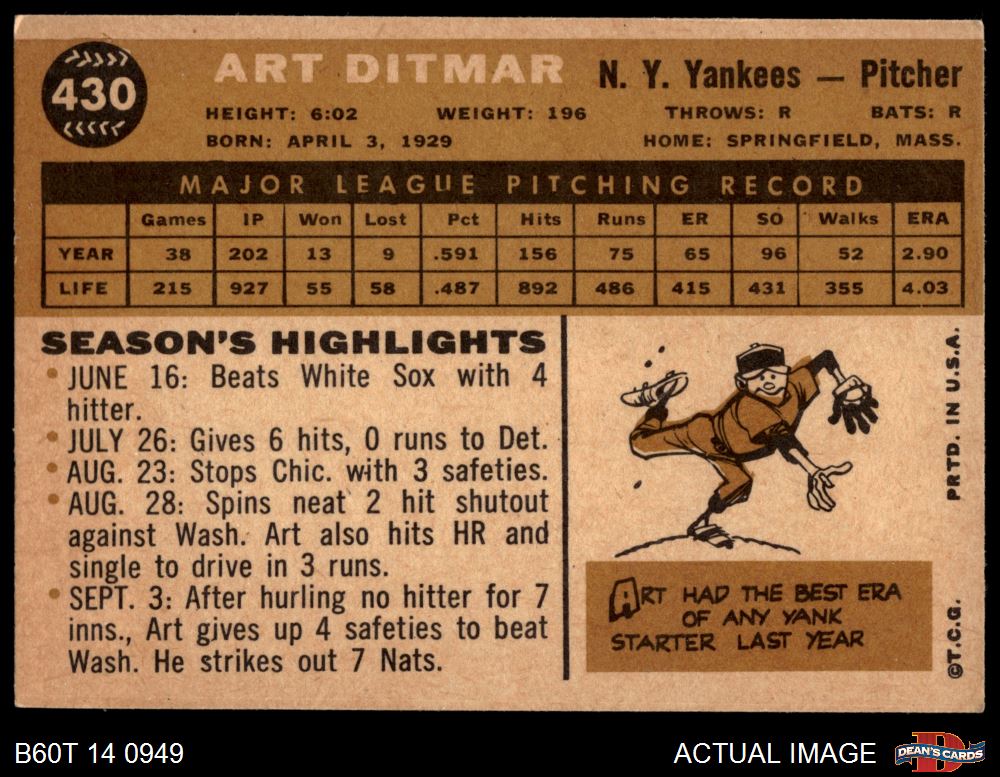 430
ART DITMAR
N. Y. Yankees — Pitcher
HEIGHT: 6:02 WEIGHT: 196 THROWS: R BATS: R
BORN: APRIL 3, 1929 HOME: SPRINGFIELD, MASS.
MAJOR LEAGUE PITCHING RECORD
Games IP Won Lost Pct Hits Runs ER SO Walks ERA
YEAR 38 202 13 9 .591 156 75 65 96 52 2.90
LIFE 215 927 55 58 .487 892 486 415 431 355 4.03
SEASON'S HIGHLIGHTS
• JUNE 16: Beats White Sox with 4
hitter.
• JULY 26: Gives 6 hits, 0 runs to Det.
• AUG. 23: Stops Chic. with 3 safeties.
• AUG. 28: Spins neat 2 hit shutout
against Wash. Art also hits HR and
single to drive in 3 runs.
• SEPT. 3: After hurling no hitter for 7
inns., Art gives up 4 safeties to beat
Wash. He strikes out 7 Nats.
ART HAD THE BEST ERA
OF ANY YANK
STARTER LAST YEAR
©T.C.G. PRTD. IN U.S.A.
B60T 14 0949
ACTUAL IMAGE
DEAN'S CARDS